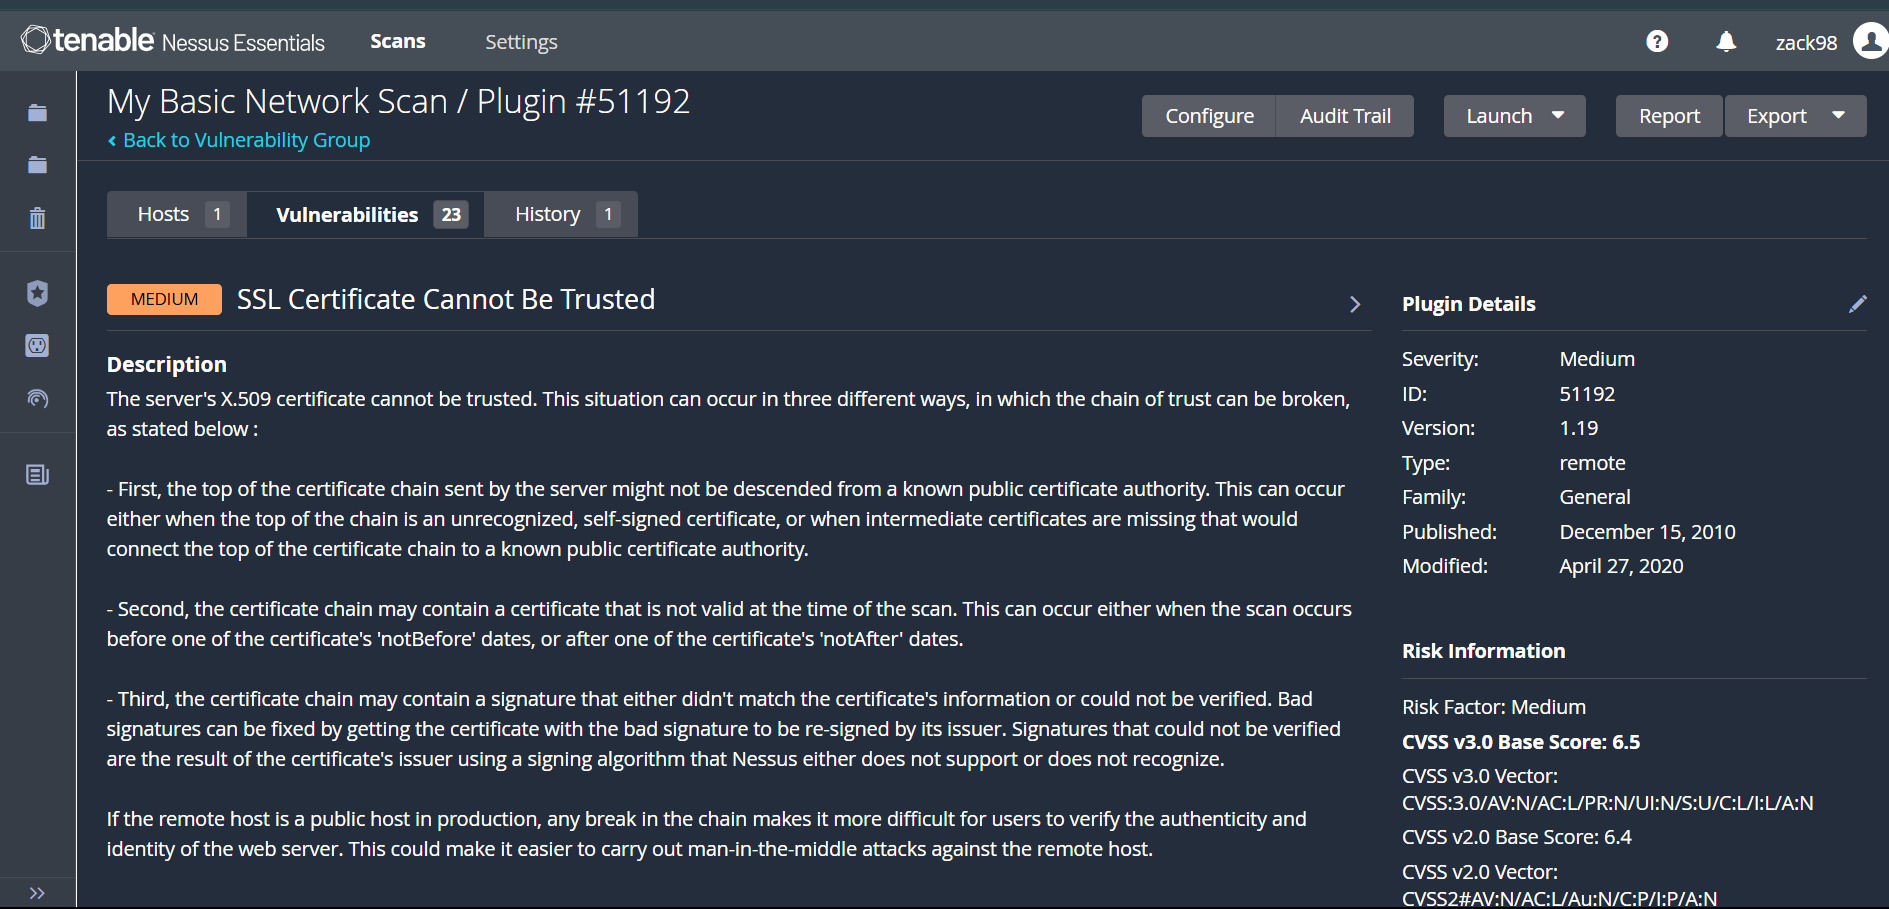 tenable Nessus Essentials Scans Settings zack98
My Basic Network Scan / Plugin #51192
Configure Audit Trail Launch Report Export
Back to Vulnerability Group
Hosts 1 Vulnerabilities 23 History 1
MEDIUM SSL Certificate Cannot Be Trusted
Description
The server's X.509 certificate cannot be trusted. This situation can occur in three different ways, in which the chain of trust can be broken,
as stated below :
- First, the top of the certificate chain sent by the server might not be descended from a known public certificate authority. This can occur
either when the top of the chain is an unrecognized, self-signed certificate, or when intermediate certificates are missing that would
connect the top of the certificate chain to a known public certificate authority.
- Second, the certificate chain may contain a certificate that is not valid at the time of the scan. This can occur either when the scan occurs
before one of the certificate's 'notBefore' dates, or after one of the certificate's 'notAfter' dates.
- Third, the certificate chain may contain a signature that either didn't match the certificate's information or could not be verified. Bad
signatures can be fixed by getting the certificate with the bad signature to be re-signed by its issuer. Signatures that could not be verified
are the result of the certificate's issuer using a signing algorithm that Nessus either does not support or does not recognize.
If the remote host is a public host in production, any break in the chain makes it more difficult for users to verify the authenticity and
identity of the web server. This could make it easier to carry out man-in-the-middle attacks against the remote host.
Plugin Details
Severity: Medium
ID: 51192
Version: 1.19
Type: remote
Family: General
Published: December 15, 2010
Modified: April 27, 2020
Risk Information
Risk Factor: Medium
CVSS v3.0 Base Score: 6.5
CVSS v3.0 Vector:
CVSS:3.0/AV:N/AC:L/PR:N/UI:N/S:U/C:L/I:L/A:N
CVSS v2.0 Base Score: 6.4
CVSS v2.0 Vector:
CVSS2#AV:N/AC:L/Au:N/C:P/I:P/A:N